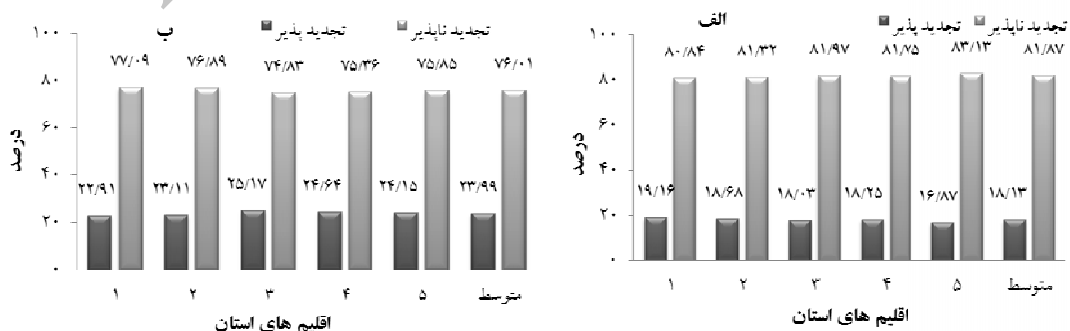 الف
تجدید ناپذیر تجدید پذیر
۱۰۰
۸۰
۶۰
۴۰
۲۰
۰
درصد
۸۰/۸۴ ۸۱/۳۲ ۸۱/۹۷ ۸۱/۷۵ ۸۳/۱۳ ۸۱/۸۷
۱۹/۱۶ ۱۸/۶۸ ۱۸/۰۳ ۱۸/۲۵ ۱۶/۸۷ ۱۸/۱۳
۱ ۲ ۳ ۴ ۵ متوسط
اقلیم های استان
ب
تجدید ناپذیر تجدید پذیر
۱۰۰
۸۰
۶۰
۴۰
۲۰
۰
درصد
۷۷/۰۹ ۷۶/۸۹ ۷۴/۸۳ ۷۵/۳۶ ۷۵/۸۵ ۷۶/۰۱
۲۲/۹۱ ۲۳/۱۱ ۲۵/۱۷ ۲۴/۶۴ ۲۴/۱۵ ۲۳/۹۹
۱ ۲ ۳ ۴ ۵ متوسط
اقلیم های استان